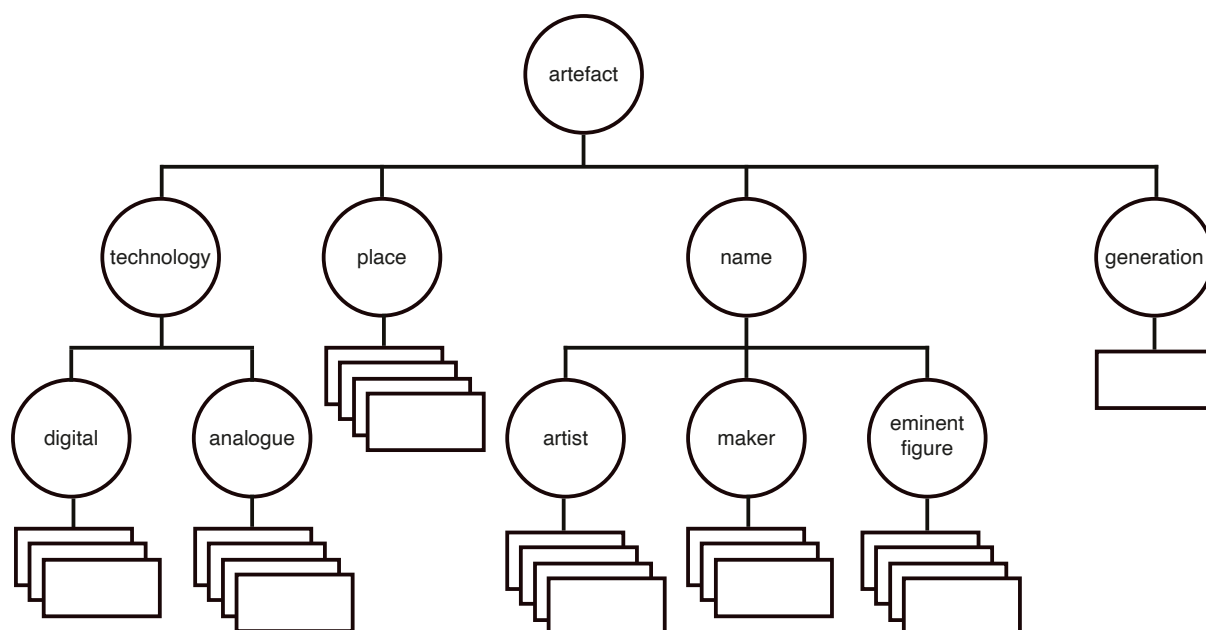 artefact
technology
place
name
generation
digital
analogue
artist
maker
eminent
figure